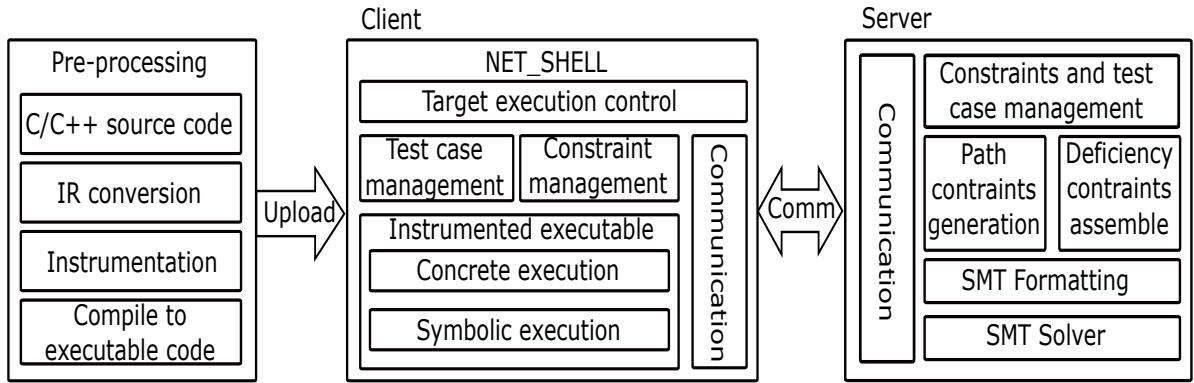 Client
Server
Pre-processing
C/C++ source code
IR conversion
Instrumentation
Compile to
executable code
Upload
NET_SHELL
Target execution control
Test case
management
Constraint
management
Instrumented executable
Concrete execution
Symbolic execution
Communication
Comm
Communication
Constraints and test
case management
Path
contraints
generation
Deficiency
contraints
assemble
SMT Formatting
SMT Solver